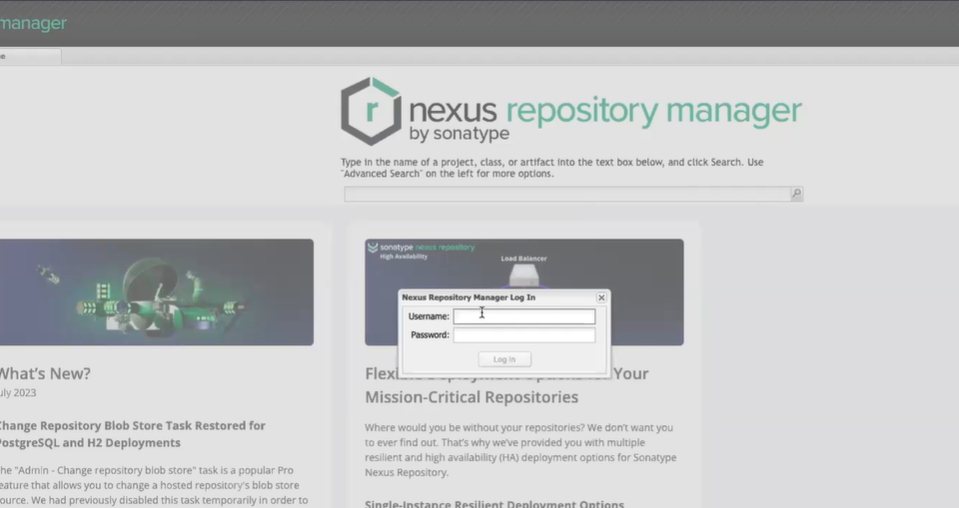 manager
nexus repository manager
by sonatype
Type in the name of a project, class, or artifact into the text box below, and click Search. Use
"Advanced Search" on the left for more options.
sonatype nexus repository
High Availability
Load Balancer
Nexus Repository Manager Log In
Username:
Password:
Log In
What's New?
July 2023
Change Repository Blob Store Task Restored for
PostgreSQL and H2 Deployments
The "Admin - Change repository blob store" task is a popular Pro
feature that allows you to change a hosted repository's blob store
source. We had previously disabled this task temporarily in order to
Your
Mission-Critical Repositories
Where would you be without your repositories? We don't want you
to ever find out. That's why we've provided you with multiple
resilient and high availability (HA) deployment options for Sonatype
Nexus Repository.
Single-Instance Resilient Deployment Options